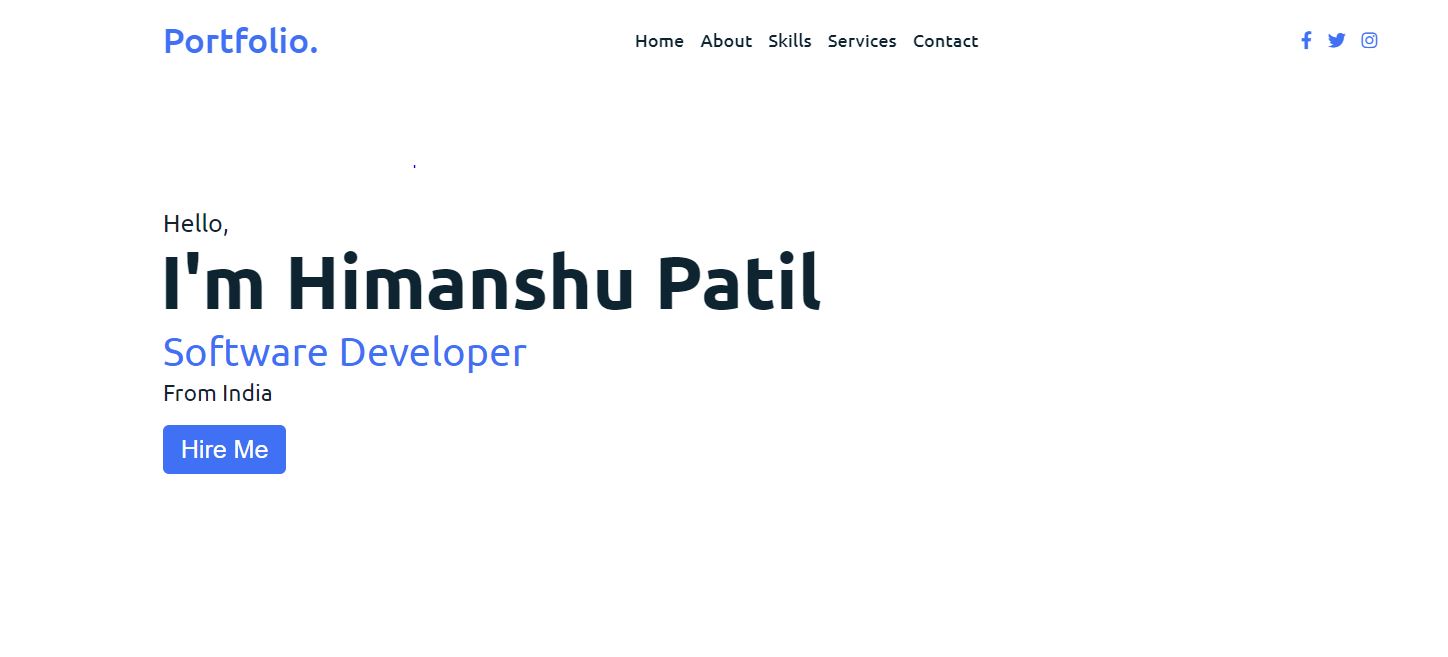 Portfolio.
Home About Skills Services Contact
Hello,
I'm Himanshu Patil
Software Developer
From India
Hire Me